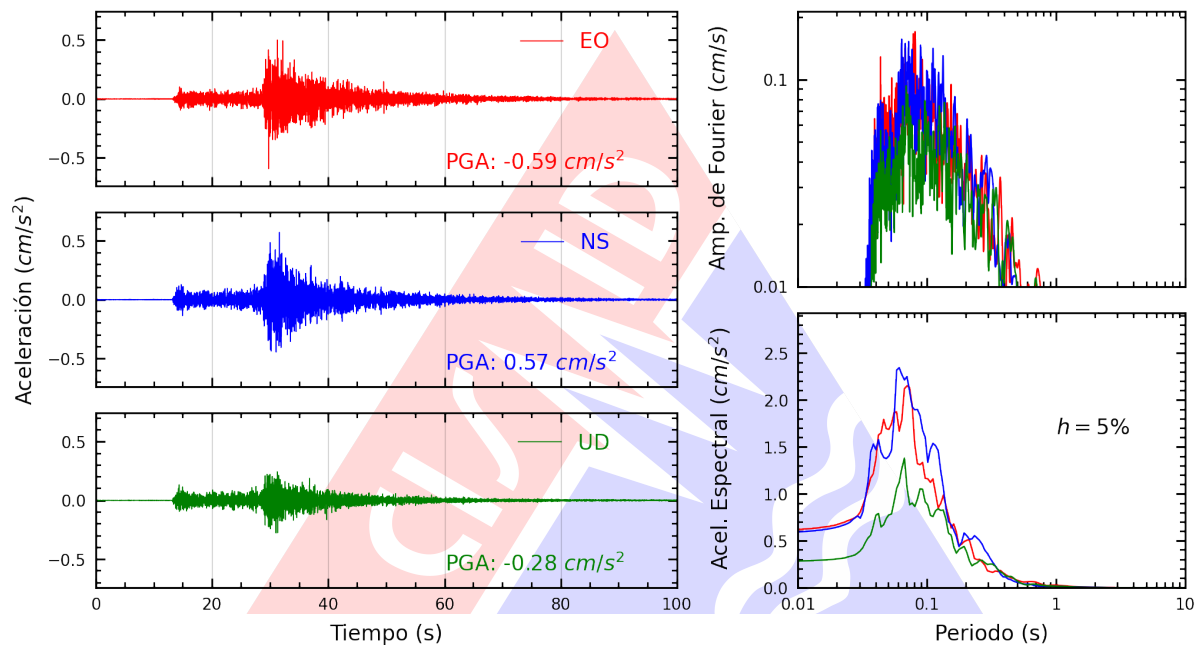 Aceleración (cm/s²)
0.5
0.0
−0.5
EO
PGA: -0.59 cm/s²
0.5
0.0
−0.5
NS
PGA: 0.57 cm/s²
0.5
0.0
−0.5
UD
PGA: -0.28 cm/s²
0 20 40 60 80 100
Tiempo (s)
Amp. de Fourier (cm/s)
0.1
0.01
Acel. Espectral (cm/s²)
2.5
2.0
1.5
1.0
0.5
0.0
h = 5%
0.01 0.1 1 10
Periodo (s)
CISMID